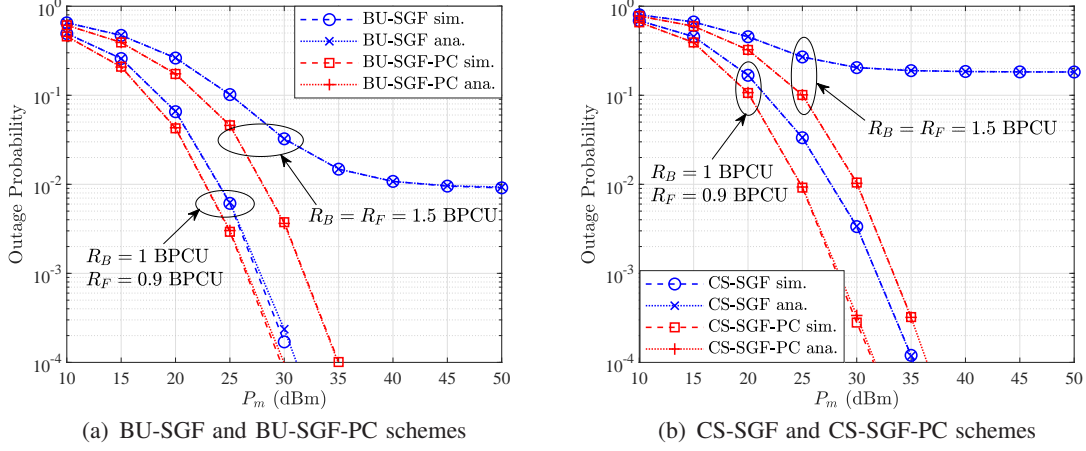 10^0
10^-1
10^-2
10^-3
10^-4
Outage Probability
BU-SGF sim.
BU-SGF ana.
BU-SGF-PC sim.
BU-SGF-PC ana.
R_B = R_F = 1.5 BPCU
R_B = 1 BPCU
R_F = 0.9 BPCU
10 15 20 25 30 35 40 45 50
P_m (dBm)
(a) BU-SGF and BU-SGF-PC schemes
10^0
10^-1
10^-2
10^-3
10^-4
Outage Probability
R_B = R_F = 1.5 BPCU
R_B = 1 BPCU
R_F = 0.9 BPCU
CS-SGF sim.
CS-SGF ana.
CS-SGF-PC sim.
CS-SGF-PC ana.
10 15 20 25 30 35 40 45 50
P_m (dBm)
(b) CS-SGF and CS-SGF-PC schemes